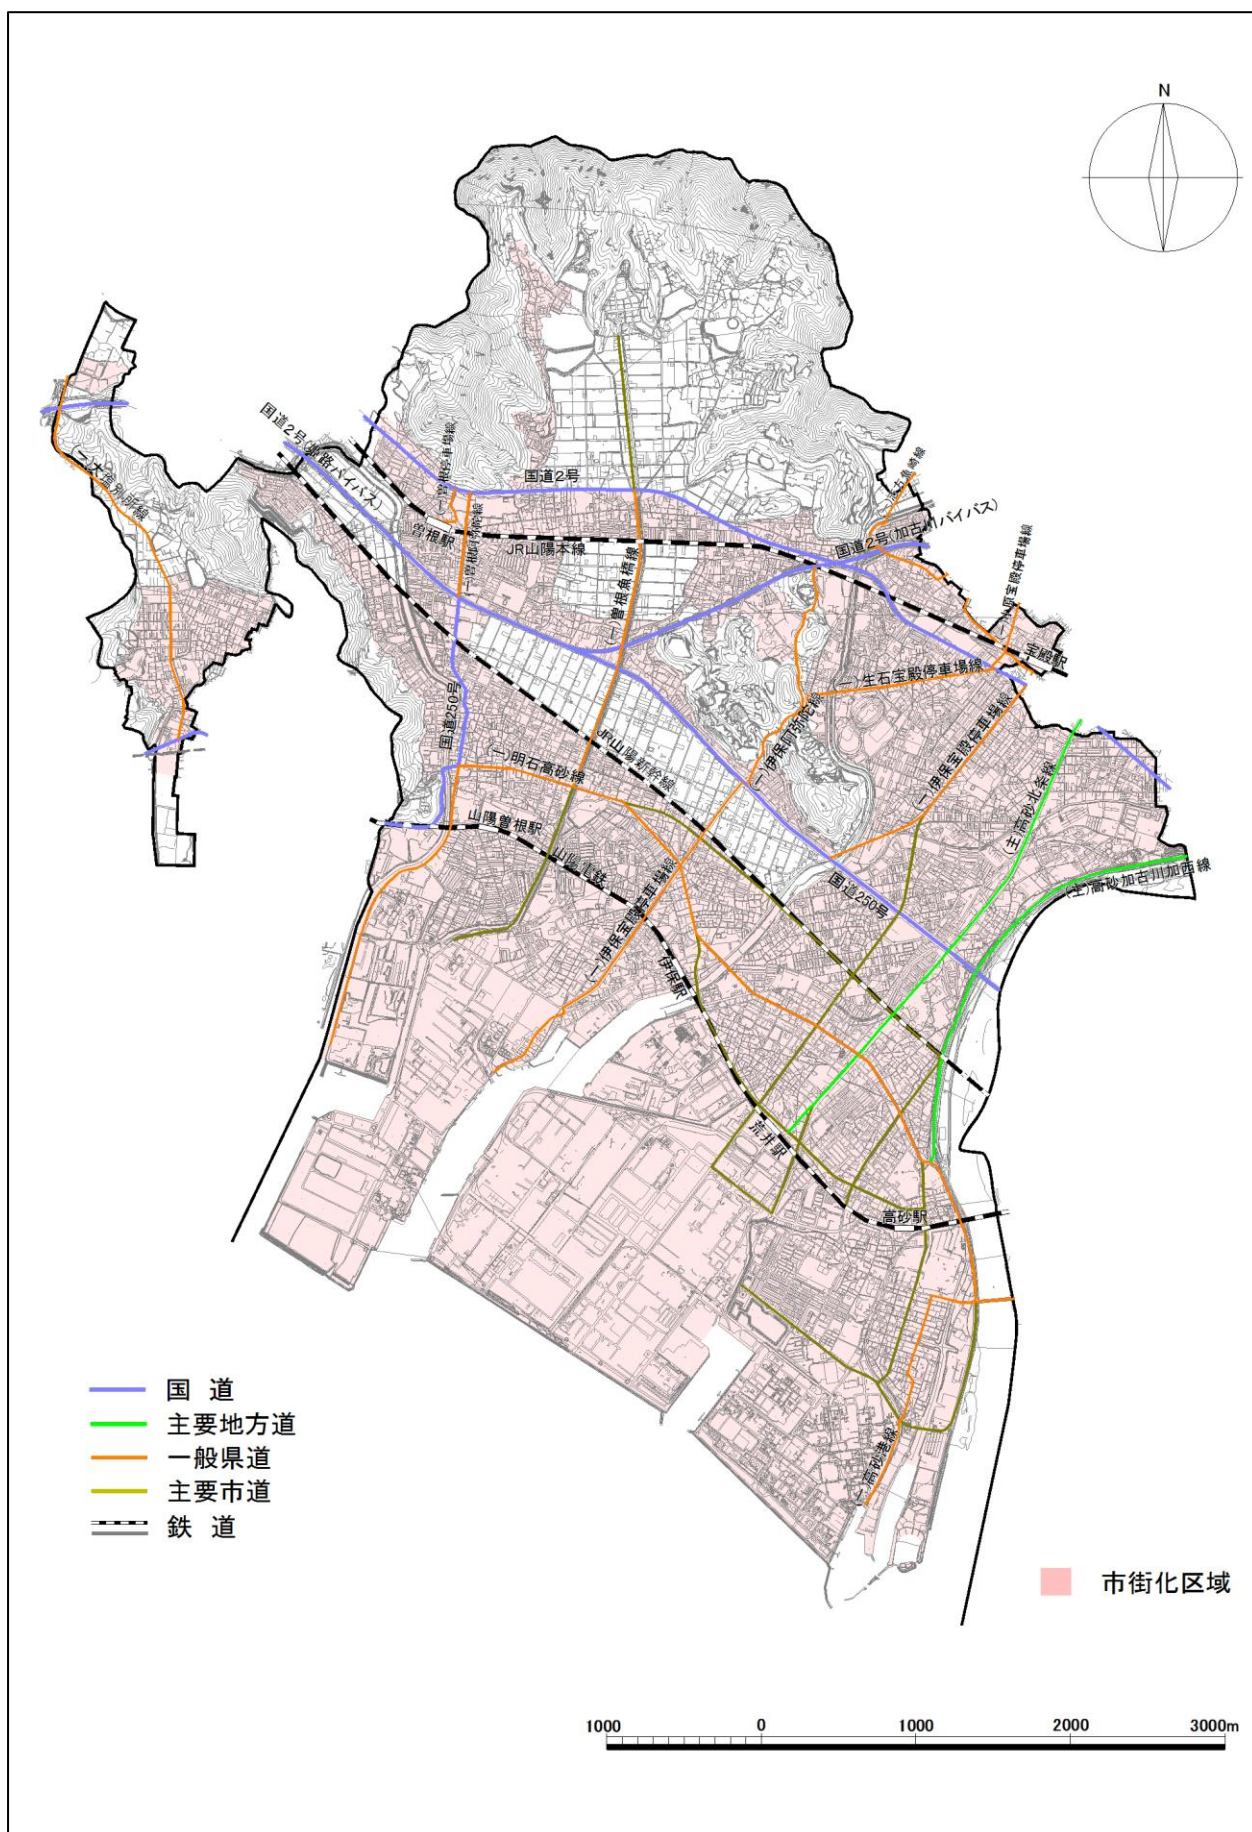 N
国道2号(姫路バイパス)
(一)曽根停車場線
国道2号
(一)大塩別所線
曽根駅
JR山陽本線
国道2号(加古川バイパス)
(一)曽根魚橋線
宝殿駅
(一)生石宝殿停車場線
国道250号
JR山陽新幹線
(一)伊保阿弥陀線
(一)伊保宝殿停車場線
(一)明石高砂線
(主)高砂北条線
山陽曽根駅
山陽電鉄
(主)高砂加古川加西線
国道250号
(一)伊保宝殿停車場線
伊保駅
荒井駅
高砂駅
国 道
主要地方道
一般県道
主要市道
(一)高砂港線
鉄 道
市街化区域
1000 0 1000 2000 3000m